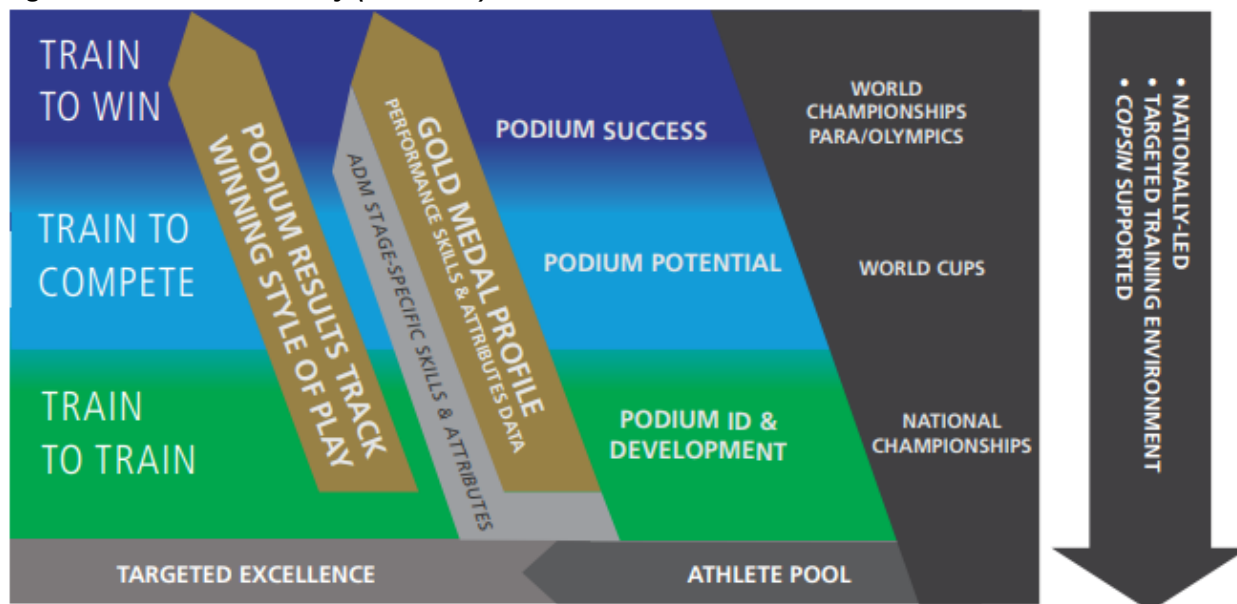 TRAIN
TO WIN
TRAIN TO
COMPETE
TRAIN
TO TRAIN
PODIUM RESULTS TRACK
WINNING STYLE OF PLAY
ADM STAGE-SPECIFIC SKILLS & ATTRIBUTES
GOLD MEDAL PROFILE
PERFORMANCE SKILLS & ATTRIBUTES DATA
PODIUM SUCCESS
PODIUM POTENTIAL
PODIUM ID &
DEVELOPMENT
WORLD
CHAMPIONSHIPS
PARA/OLYMPICS
WORLD CUPS
NATIONAL
CHAMPIONSHIPS
• NATIONALLY-LED
• TARGETED TRAINING ENVIRONMENT
• COPSIN SUPPORTED
TARGETED EXCELLENCE
ATHLETE POOL